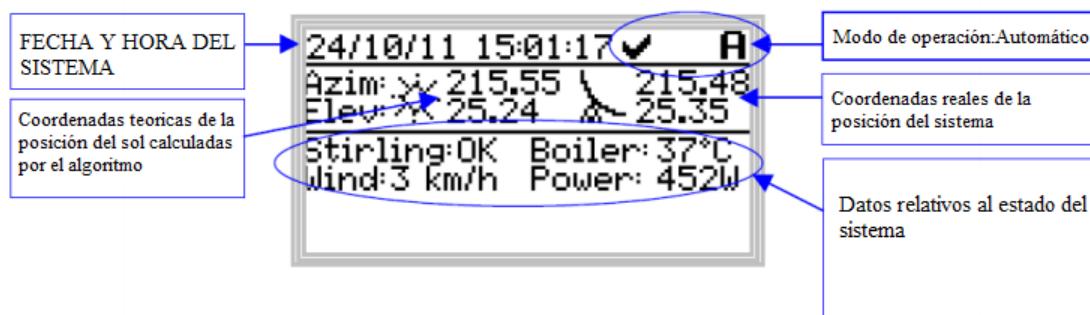 FECHA Y HORA DEL
SISTEMA
Coordenadas teoricas de la
posición del sol calculadas
por el algoritmo
24/10/11 15:01:17 ✔ A
Azim: 215.55 215.48
Elev: 25.24 25.35
Stirling:OK Boiler: 37°C
Wind:3 km/h Power: 452W
Modo de operación:Automático
Coordenadas reales de la
posición del sistema
Datos relativos al estado del
sistema